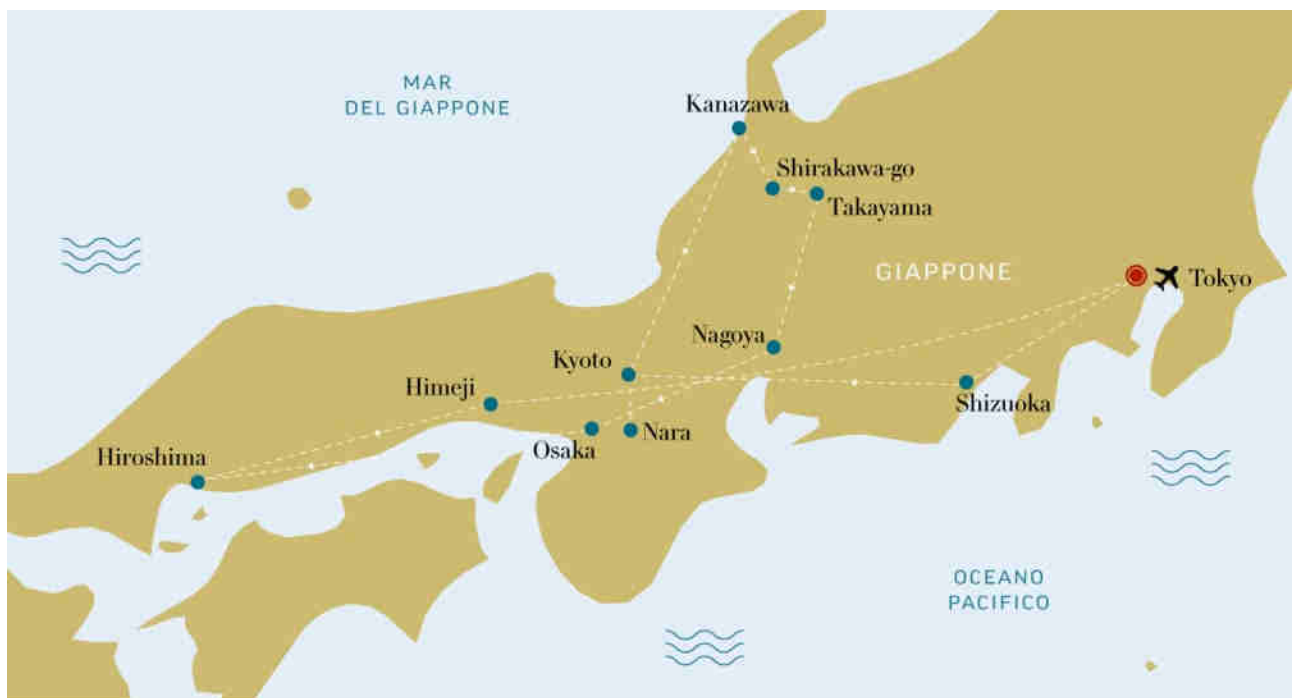 MAR
DEL GIAPPONE
Kanazawa
Shirakawa-go
Takayama
GIAPPONE
Tokyo
Nagoya
Kyoto
Himeji
Shizuoka
Osaka
Nara
Hiroshima
OCEANO
PACIFICO